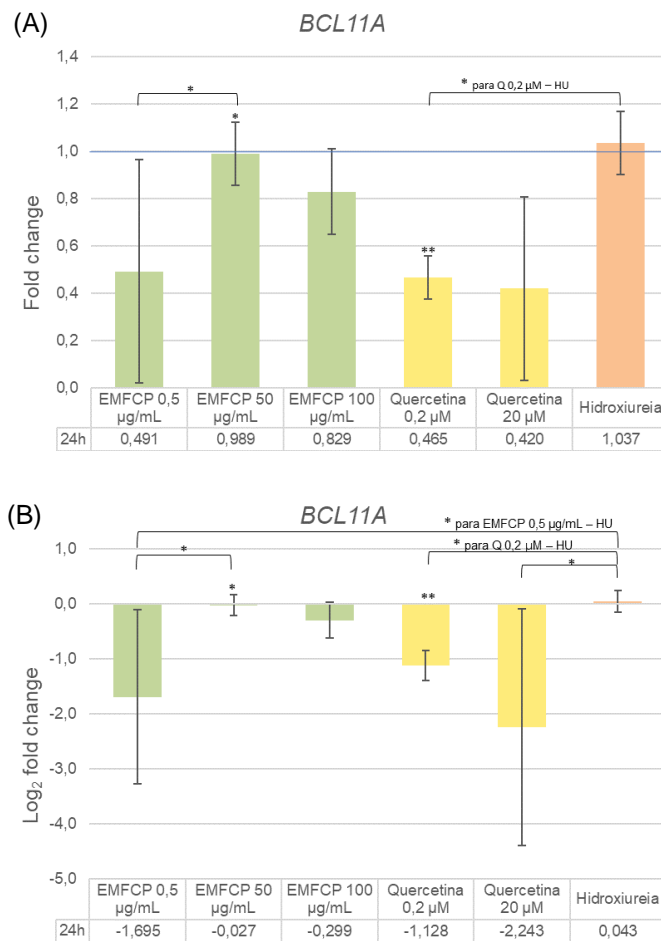 (A)
BCL11A
1,4
1,2
1,0
0,8
0,6
0,4
0,2
0,0
Fold change
*
*
**
* para Q 0,2 µM – HU
EMFCP 0,5 µg/mL
EMFCP 50 µg/mL
EMFCP 100 µg/mL
Quercetina 0,2 µM
Quercetina 20 µM
Hidroxiureia
24h 0,491 0,989 0,829 0,465 0,420 1,037
(B)
BCL11A
* para EMFCP 0,5 µg/mL – HU
* para Q 0,2 µM – HU
*
*
*
**
1,0
0,0
-1,0
-2,0
-3,0
-4,0
-5,0
Log2 fold change
EMFCP 0,5 µg/mL
EMFCP 50 µg/mL
EMFCP 100 µg/mL
Quercetina 0,2 µM
Quercetina 20 µM
Hidroxiureia
24h -1,695 -0,027 -0,299 -1,128 -2,243 0,043